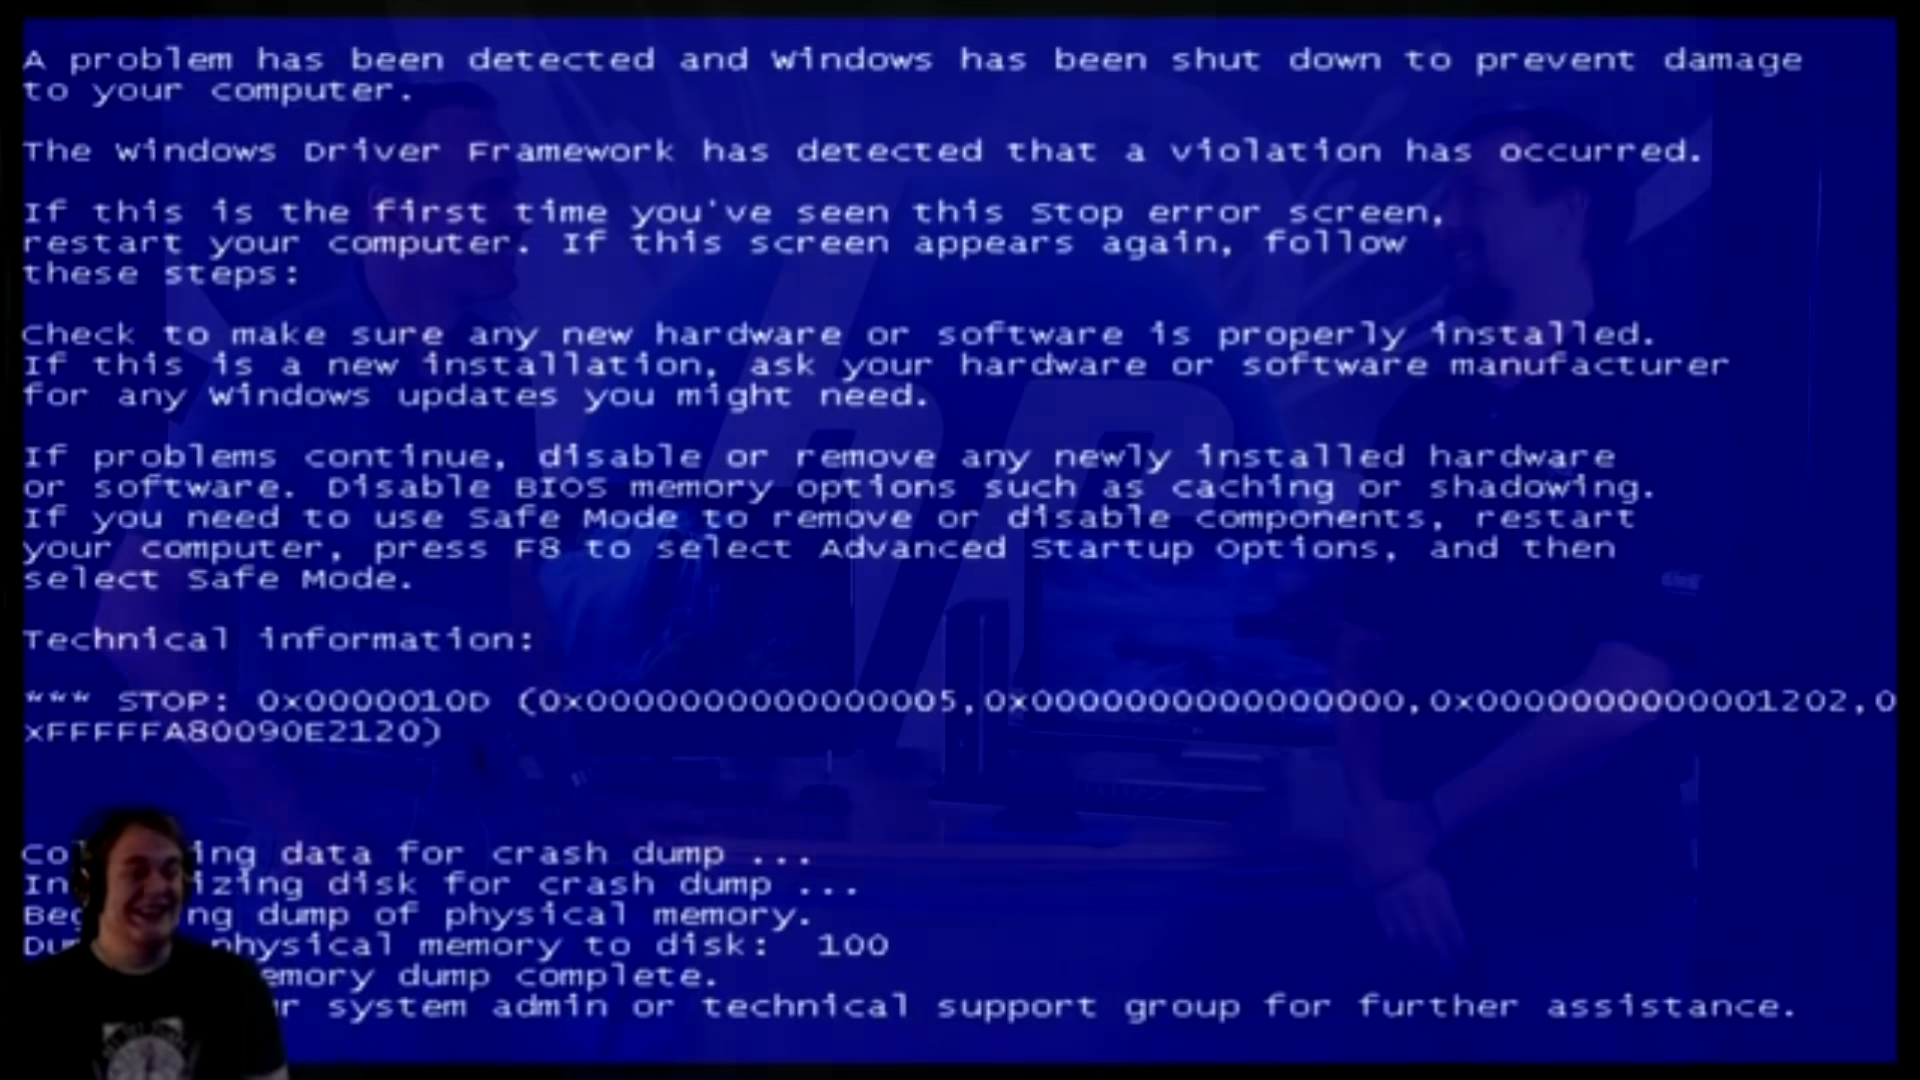 A problem has been detected and Windows has been shut down to prevent damage
to your computer.
The Windows Driver Framework has detected that a violation has occurred.
If this is the first time you've seen this Stop error screen,
restart your computer. If this screen appears again, follow
these steps:
Check to make sure any new hardware or software is properly installed.
If this is a new installation, ask your hardware or software manufacturer
for any Windows updates you might need.
If problems continue, disable or remove any newly installed hardware
or software. Disable BIOS memory options such as caching or shadowing.
If you need to use Safe Mode to remove or disable components, restart
your computer, press F8 to select Advanced Startup Options, and then
select Safe Mode.
Technical information:
*** STOP: 0x0000010D (0x0000000000000005,0x0000000000000000,0x0000000000001202,0
xFFFFFA80090E2120)
data for crash dump ...
disk for crash dump ...
dump of physical memory.
memory to disk: 100
dump complete.
system admin or technical support group for further assistance.